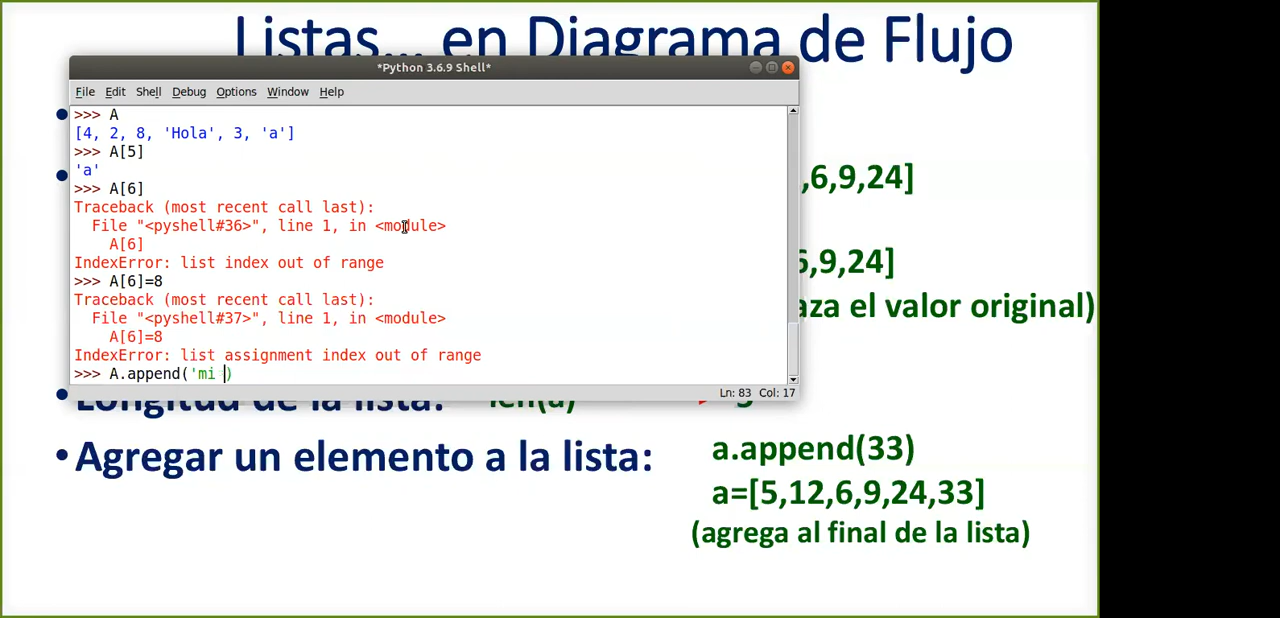 Listas... en Diagrama de Flujo
*Python 3.6.9 Shell*
File Edit Shell Debug Options Window Help
>>> A
[4, 2, 8, 'Hola', 3, 'a']
>>> A[5]
'a'
>>> A[6]
Traceback (most recent call last):
  File "<pyshell#36>", line 1, in <module>
    A[6]
IndexError: list index out of range
>>> A[6]=8
Traceback (most recent call last):
  File "<pyshell#37>", line 1, in <module>
    A[6]=8
IndexError: list assignment index out of range
>>> A.append('mi )
Ln: 83 Col: 17
,6,9,24]
,9,24]
aza el valor original)
•Longitud de la lista: len(a)
•Agregar un elemento a la lista:
a.append(33)
a=[5,12,6,9,24,33]
(agrega al final de la lista)